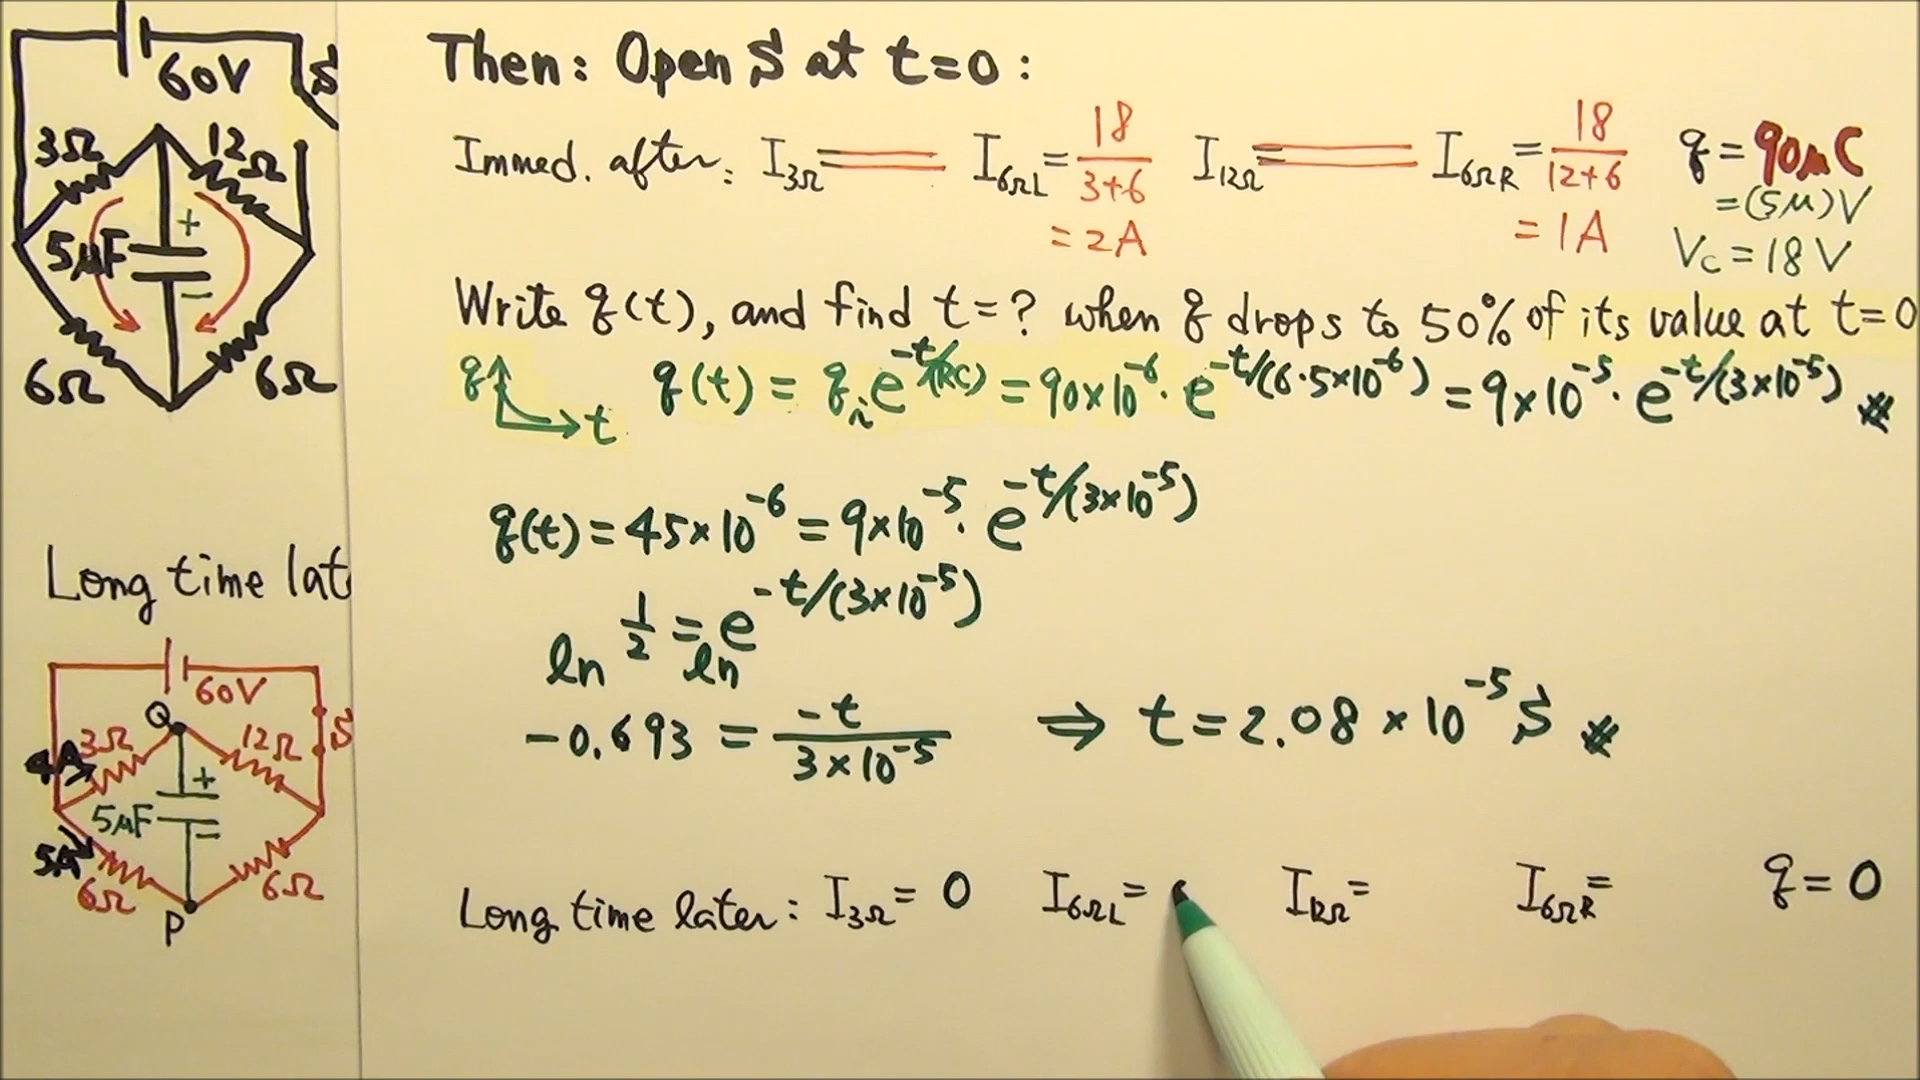 60V
S
3Ω
12Ω
+
5μF
−
6Ω
6Ω
Long time lat
60V
Q
S
3Ω
12Ω
4A
+
5μF
−
5A
6Ω
6Ω
P
Then: Open S at t=0:
Immed. after: I3Ω = I6ΩL = 18/(3+6) I12Ω = I6ΩR = 18/(12+6) q = 90μC
= 2A = 1A = (5μ)V
Vc = 18V
Write q(t), and find t=? when q drops to 50% of its value at t=0
q t q(t) = qᵢ e^(-t/(RC)) = 90×10^-6 · e^(-t/(6·5×10^-6)) = 9×10^-5 · e^(-t/(3×10^-5))
q(t) = 45×10^-6 = 9×10^-5 · e^(-t/(3×10^-5))
1/2 = e^(-t/(3×10^-5))
ln ln
-0.693 = -t/(3×10^-5) ⇒ t = 2.08 × 10^-5 S
Long time later: I3Ω = 0 I6ΩL = I12Ω = I6ΩR = q = 0